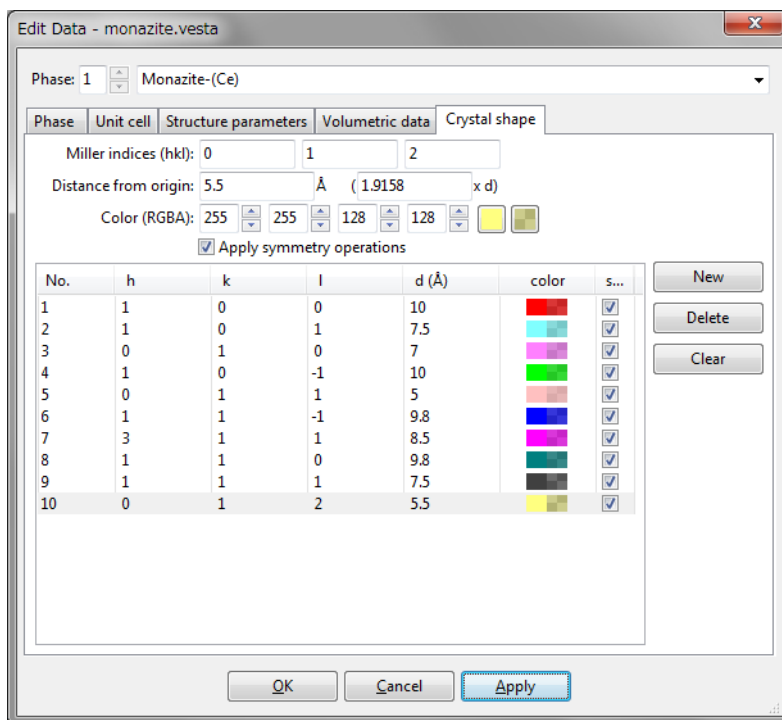 Edit Data - monazite.vesta
Phase: 1 Monazite-(Ce)
Phase Unit cell Structure parameters Volumetric data Crystal shape
Miller indices (hkl): 0 1 2
Distance from origin: 5.5 Å ( 1.9158 x d)
Color (RGBA): 255 255 128 128
Apply symmetry operations
No. h k l d (Å) color s...
1 1 0 0 10
2 1 0 1 7.5
3 0 1 0 7
4 1 0 -1 10
5 0 1 1 5
6 1 1 -1 9.8
7 3 1 1 8.5
8 1 1 0 9.8
9 1 1 1 7.5
10 0 1 2 5.5
New
Delete
Clear
OK Cancel Apply